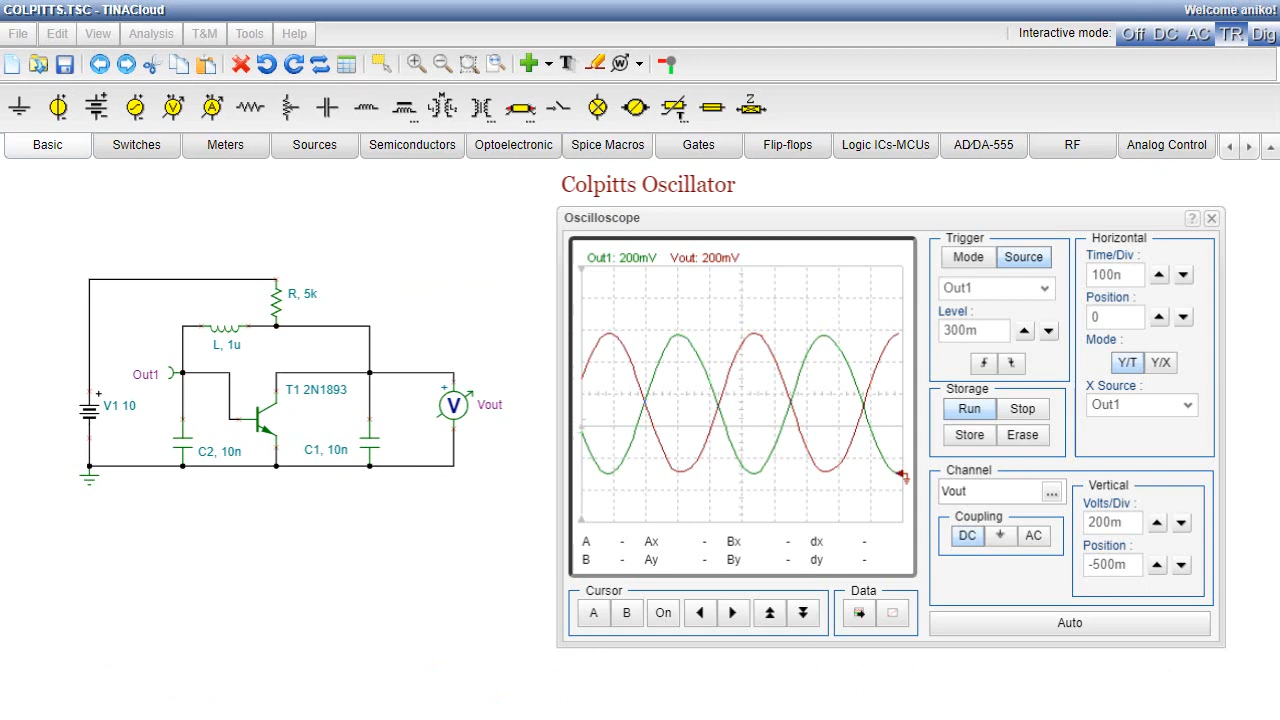 COLPITTS.TSC - TINACloud Welcome aniko!
File Edit View Analysis T&M Tools Help Interactive mode: Off DC AC TR Dig
Basic Switches Meters Sources Semiconductors Optoelectronic Spice Macros Gates Flip-flops Logic ICs-MCUs AD/DA-555 RF Analog Control
Colpitts Oscillator
Oscilloscope
Out1: 200mV Vout: 200mV
A - Ax - Bx - dx -
B - Ay - By - dy -
Cursor
A B On
Data
Trigger
Mode Source
Out1
Level :
300m
Storage
Run Stop
Store Erase
Horizontal
Time/Div :
100n
Position :
0
Mode :
Y/T Y/X
X Source :
Out1
Channel
Vout ...
Coupling
DC AC
Vertical
Volts/Div :
200m
Position :
-500m
Auto
R, 5k
L, 1u
Out1
T1 2N1893
+
V1 10
+
V
Vout
C2, 10n
C1, 10n
T
W
M
Z